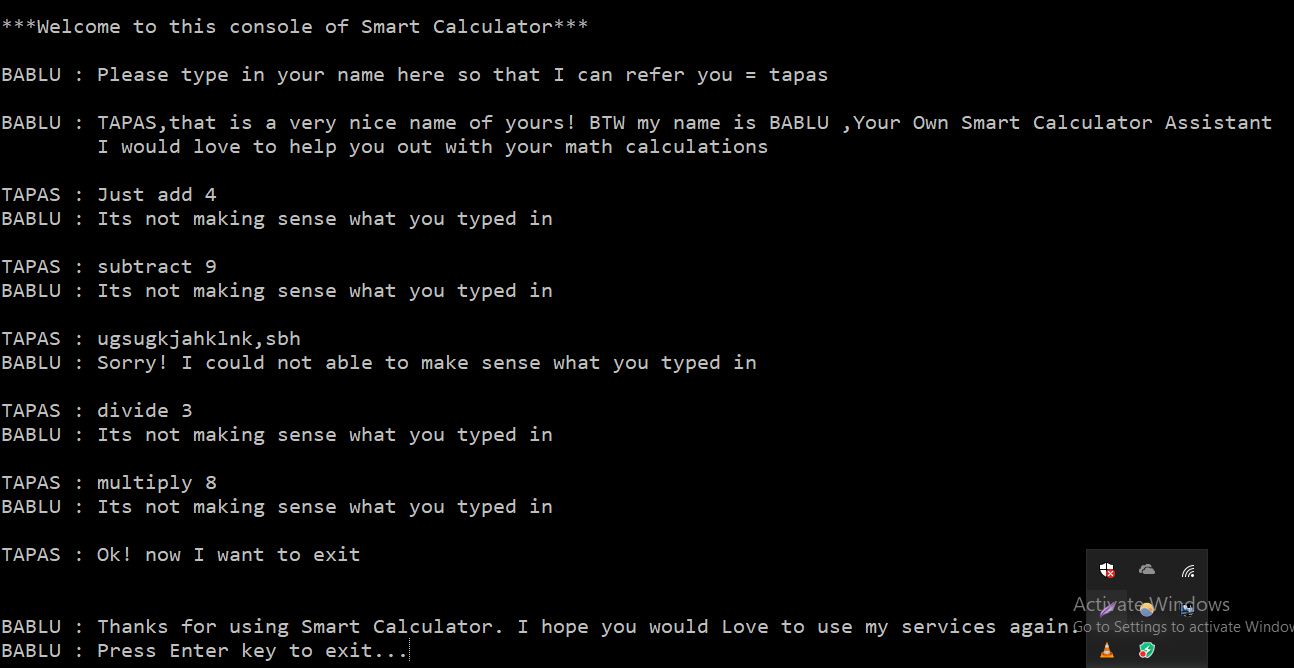 ***Welcome to this console of Smart Calculator***
BABLU : Please type in your name here so that I can refer you = tapas
BABLU : TAPAS,that is a very nice name of yours! BTW my name is BABLU ,Your Own Smart Calculator Assistant
I would love to help you out with your math calculations
TAPAS : Just add 4
BABLU : Its not making sense what you typed in
TAPAS : subtract 9
BABLU : Its not making sense what you typed in
TAPAS : ugsugkjahklnk,sbh
BABLU : Sorry! I could not able to make sense what you typed in
TAPAS : divide 3
BABLU : Its not making sense what you typed in
TAPAS : multiply 8
BABLU : Its not making sense what you typed in
TAPAS : Ok! now I want to exit
BABLU : Thanks for using Smart Calculator. I hope you would Love to use my services again.
BABLU : Press Enter key to exit...
Activate Windows
Go to Settings to activate Window